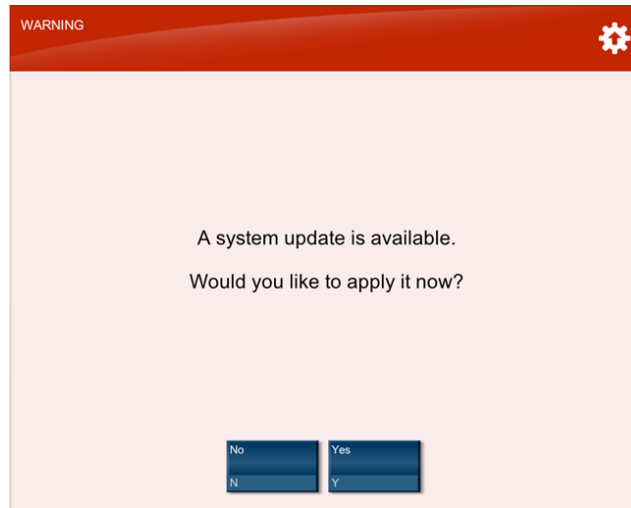 WARNING
A system update is available.
Would you like to apply it now?
No Yes
N Y